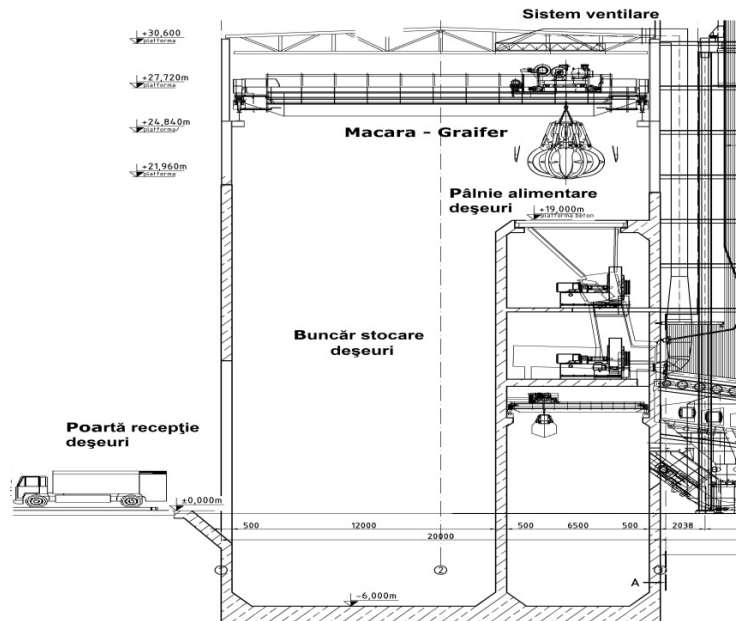 Sistem ventilare
+30,600
platforma
+27,720m
platforma
+24,840m
platforma/
+21,960m
platforma
Macara - Graifer
Pâlnie alimentare
deşeuri
+19,000m
platforma beton
Buncăr stocare
deşeuri
Poartă recepţie
deşeuri
±0,000m
500 12000 500 6500 500 2038
20000
2
3
A
-6,000m